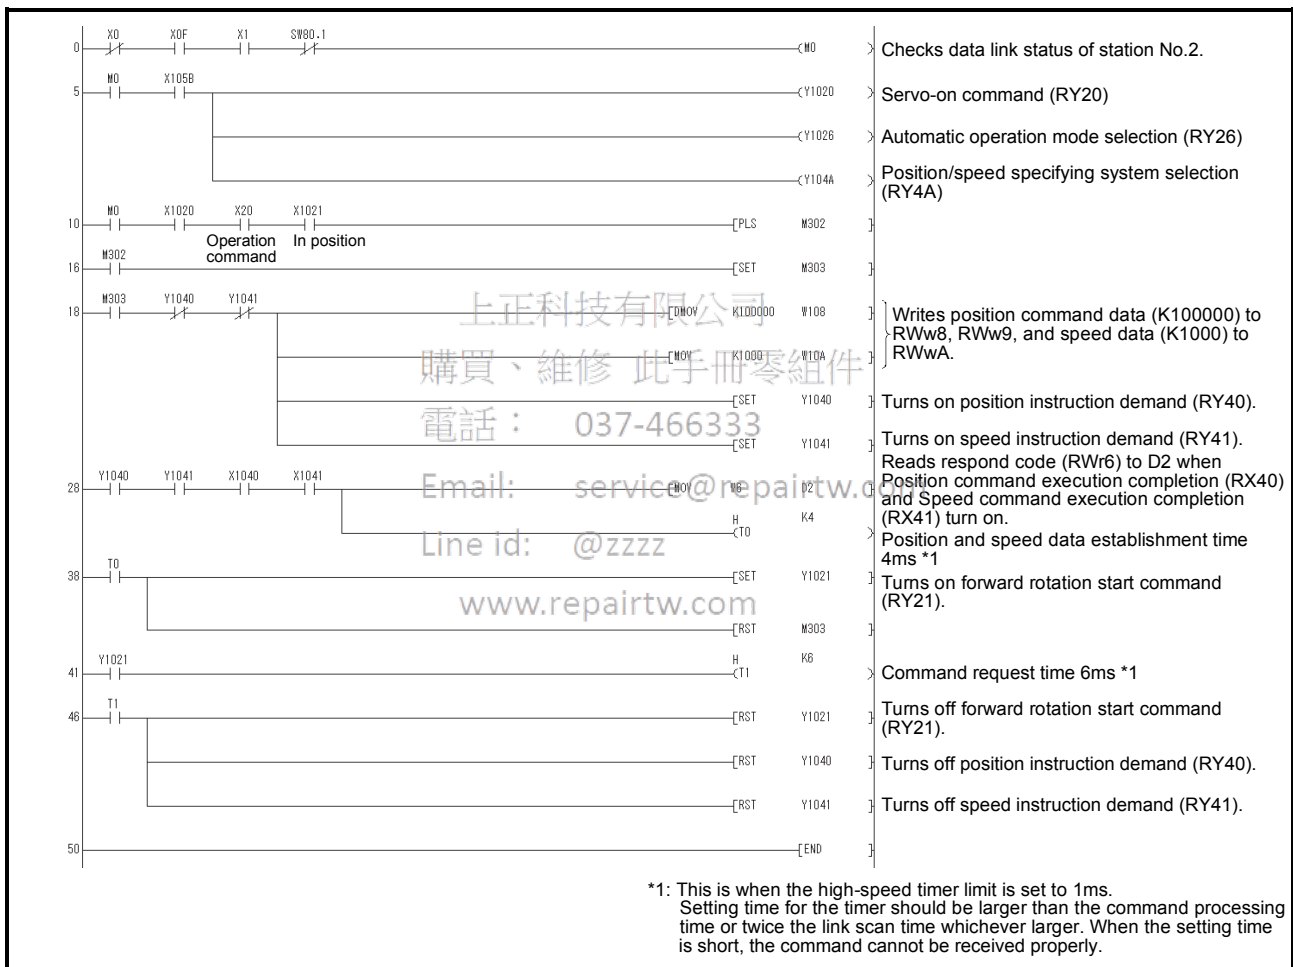 X0 X0F X1 SW80.1
0 (M0 ) Checks data link status of station No.2.
M0 X105B
5 (Y1020 ) Servo-on command (RY20)
(Y1026 ) Automatic operation mode selection (RY26)
(Y104A ) Position/speed specifying system selection
(RY4A)
M0 X1020 X20 X1021
10 [PLS M302 ]
Operation In position
command
M302
16 [SET M303 ]
M303 Y1040 Y1041
18 [DMOV K100000 W108 ] Writes position command data (K100000) to
RWw8, RWw9, and speed data (K1000) to
RWwA.
[MOV K1000 W10A ]
[SET Y1040 ] Turns on position instruction demand (RY40).
[SET Y1041 ] Turns on speed instruction demand (RY41).
Y1040 Y1041 X1040 X1041
28 [MOV W6 D2 ] Reads respond code (RWr6) to D2 when
Position command execution completion (RX40)
and Speed command execution completion
(RX41) turn on.
H K4
(T0 ) Position and speed data establishment time
4ms *1
T0
38 [SET Y1021 ] Turns on forward rotation start command
(RY21).
[RST M303 ]
Y1021 H K6
41 (T1 ) Command request time 6ms *1
T1
46 [RST Y1021 ] Turns off forward rotation start command
(RY21).
[RST Y1040 ] Turns off position instruction demand (RY40).
[RST Y1041 ] Turns off speed instruction demand (RY41).
50 [END ]
*1: This is when the high-speed timer limit is set to 1ms.
Setting time for the timer should be larger than the command processing
time or twice the link scan time whichever larger. When the setting time
is short, the command cannot be received properly.
上正科技有限公司
購買、維修 此手冊零組件
電話： 037-466333
Email: service@repairtw.com
Line id: @zzzz
www.repairtw.com